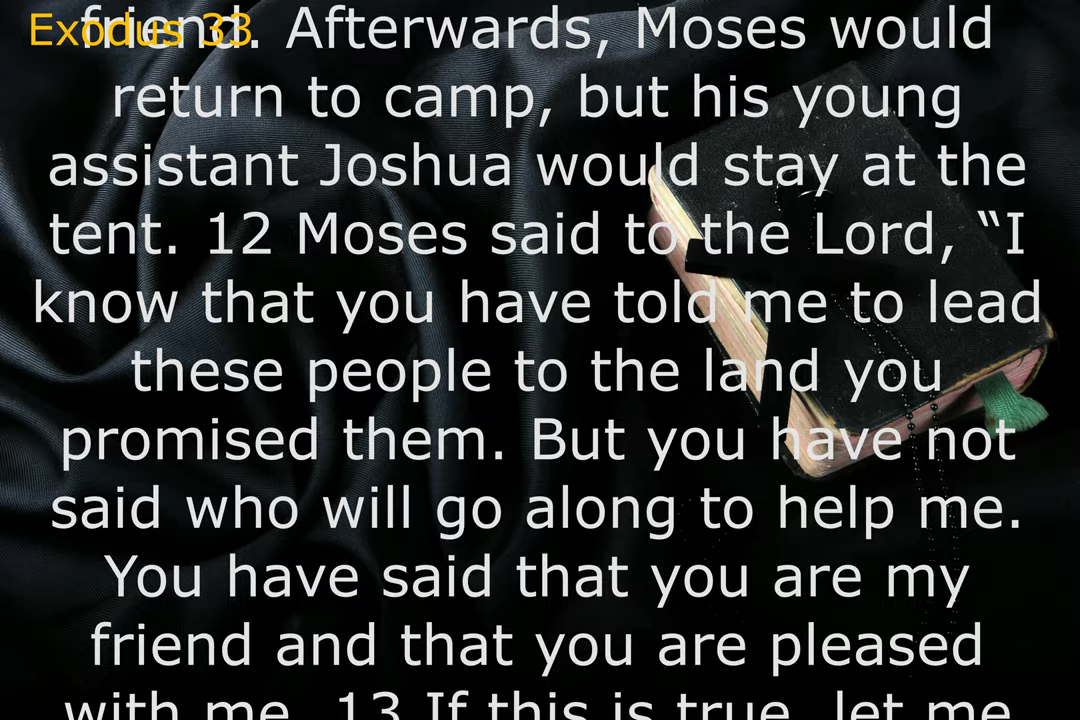 Exodus 33
friend. Afterwards, Moses would
return to camp, but his young
assistant Joshua would stay at the
tent. 12 Moses said to the Lord, “I
know that you have told me to lead
these people to the land you
promised them. But you have not
said who will go along to help me.
You have said that you are my
friend and that you are pleased
with me. 13 If this is true, let me